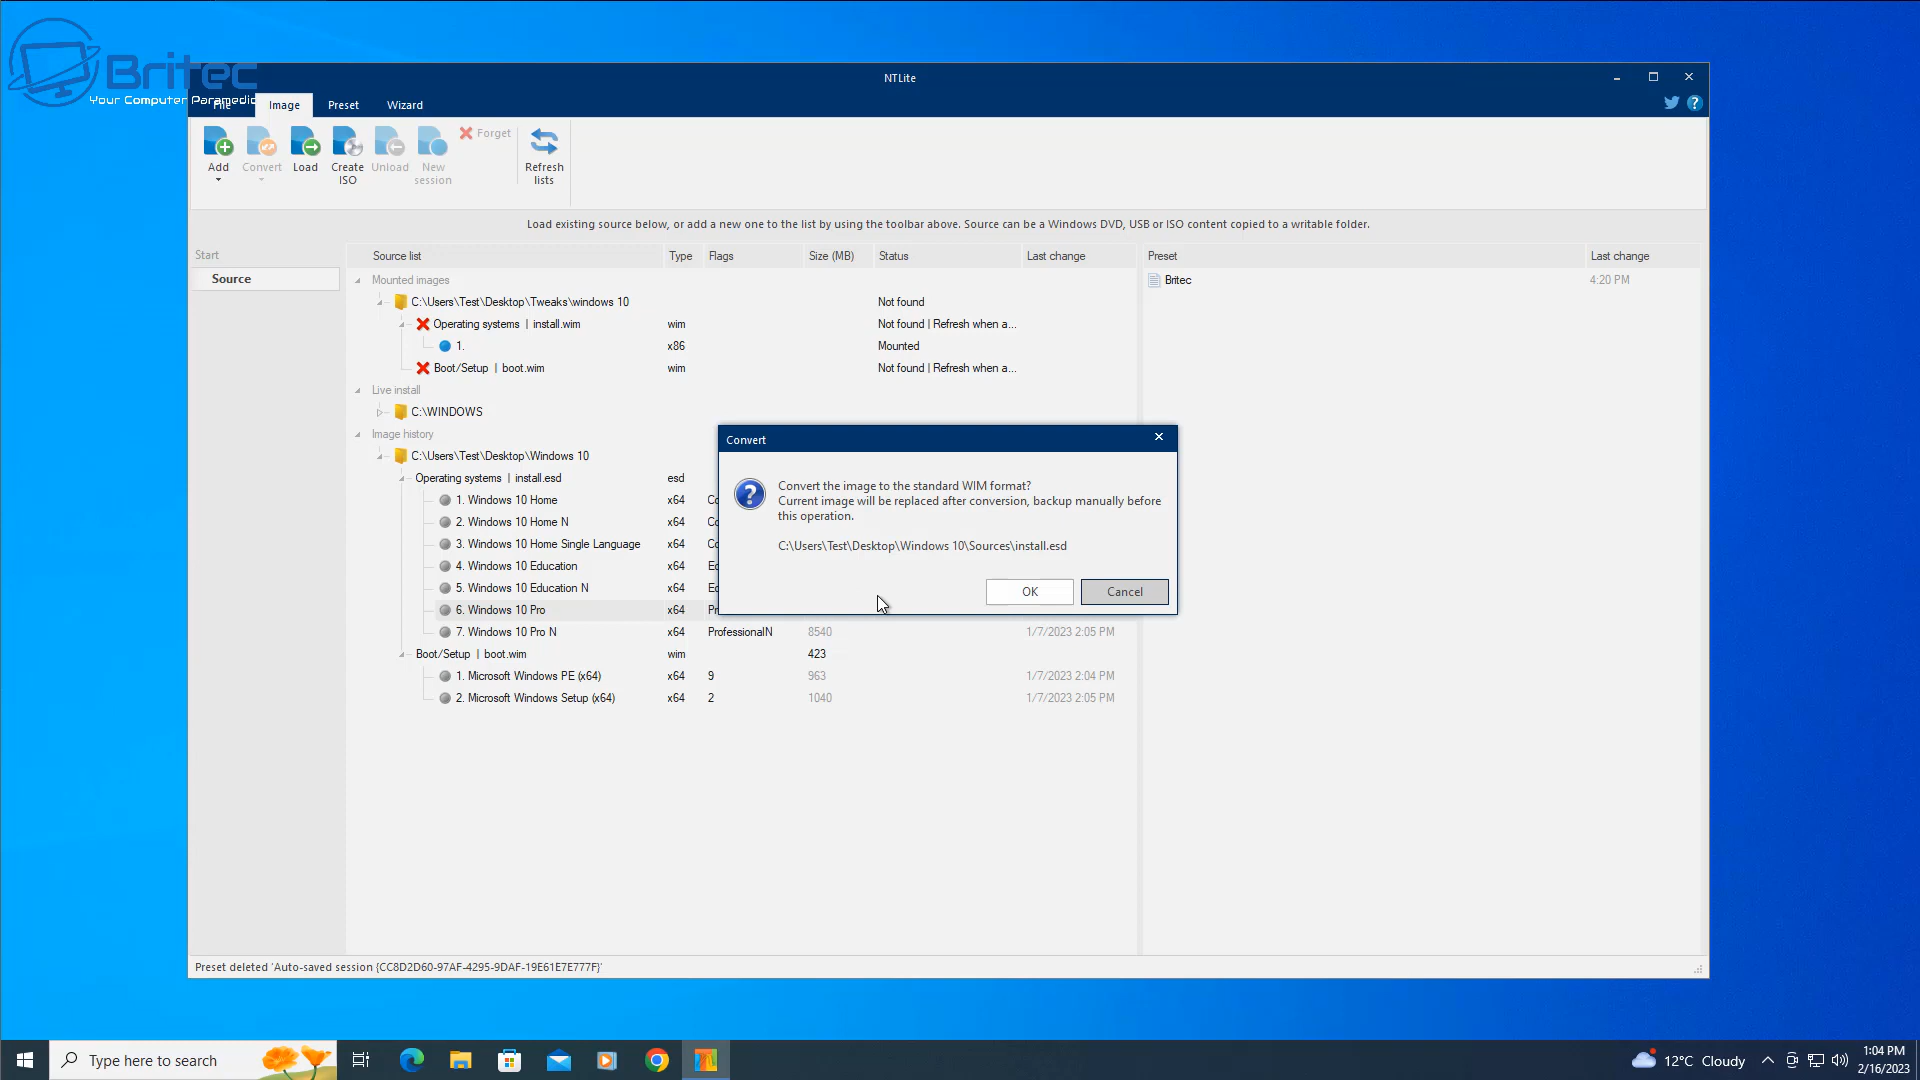 Britec
Your Computer Paramedic
NTLite
File Image Preset Wizard
Add Convert Load Create ISO Unload New session Forget Refresh lists
Load existing source below, or add a new one to the list by using the toolbar above. Source can be a Windows DVD, USB or ISO content copied to a writable folder.
Start
Source
Source list Type Flags Size (MB) Status Last change
Mounted images
C:\Users\Test\Desktop\Tweaks\windows 10 Not found
Operating systems | install.wim wim Not found | Refresh when a...
1. x86 Mounted
Boot/Setup | boot.wim wim Not found | Refresh when a...
Live install
C:\WINDOWS
Image history
C:\Users\Test\Desktop\Windows 10
Operating systems | install.esd esd
1. Windows 10 Home x64 Co
2. Windows 10 Home N x64 Co
3. Windows 10 Home Single Language x64 Co
4. Windows 10 Education x64 Ed
5. Windows 10 Education N x64 Ed
6. Windows 10 Pro x64 Pr
7. Windows 10 Pro N x64 ProfessionalN 8540 1/7/2023 2:05 PM
Boot/Setup | boot.wim wim 423
1. Microsoft Windows PE (x64) x64 9 963 1/7/2023 2:04 PM
2. Microsoft Windows Setup (x64) x64 2 1040 1/7/2023 2:05 PM
Preset Last change
Britec 4:20 PM
Convert
Convert the image to the standard WIM format?
Current image will be replaced after conversion, backup manually before
this operation.
C:\Users\Test\Desktop\Windows 10\Sources\install.esd
OK Cancel
Preset deleted 'Auto-saved session {CC8D2D60-97AF-4295-9DAF-19E61E7E777F}'
Type here to search
12°C Cloudy
1:04 PM
2/16/2023